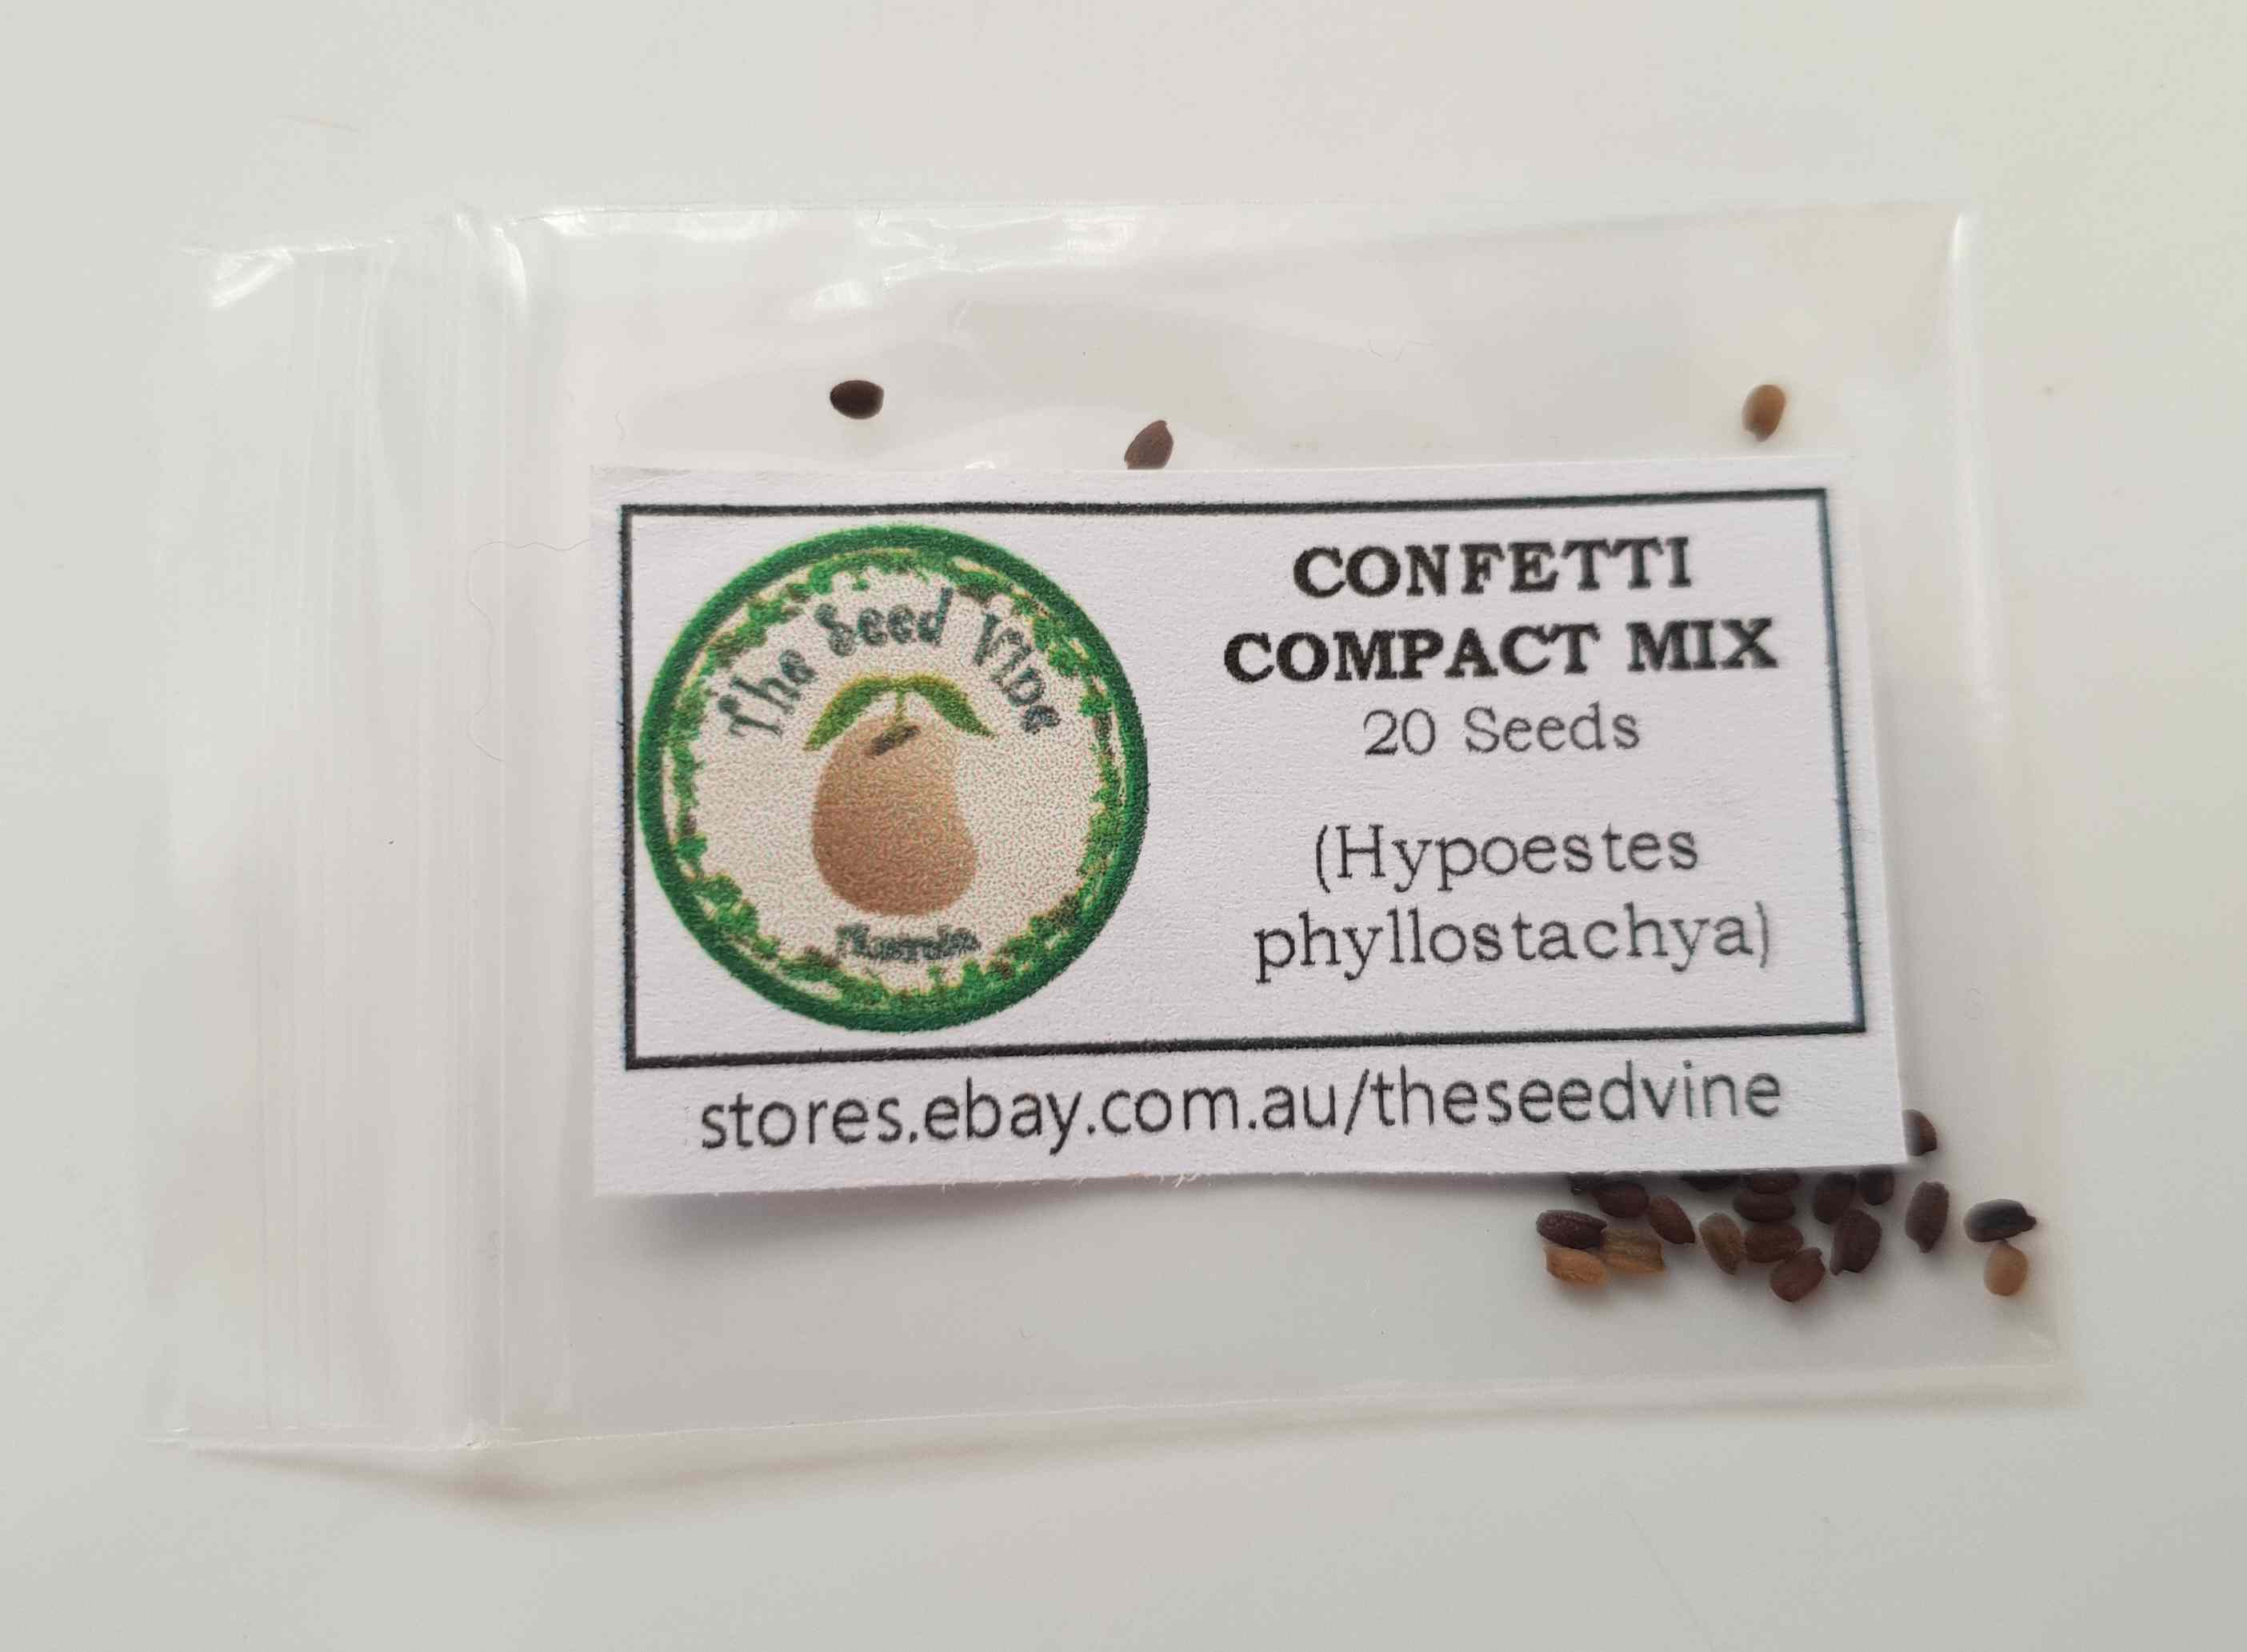 The Seed Vine
CONFETTI
COMPACT MIX
20 Seeds
(Hypoestes
phyllostachya)
stores.ebay.com.au/theseedvine